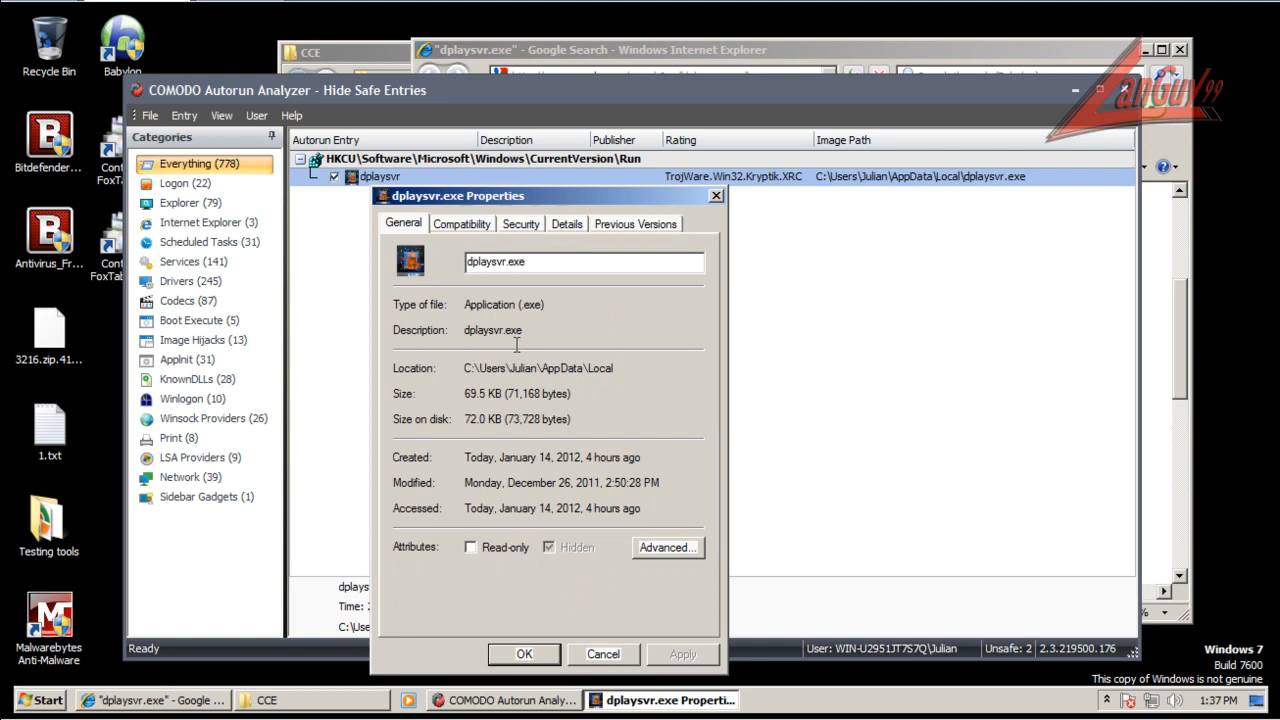 Recycle Bin
Babylon
Bitdefender...
Antivirus_Fr...
3216.zip.41...
1.txt
Testing tools
Malwarebytes
Anti-Malware
Cont
FoxTab
CCE
"dplaysvr.exe" - Google Search - Windows Internet Explorer
LanGuy99
COMODO Autorun Analyzer - Hide Safe Entries
File Entry View User Help
Categories
Everything (778)
Logon (22)
Explorer (79)
Internet Explorer (3)
Scheduled Tasks (31)
Services (141)
Drivers (245)
Codecs (87)
Boot Execute (5)
Image Hijacks (13)
AppInit (31)
KnownDLLs (28)
Winlogon (10)
Winsock Providers (26)
Print (8)
LSA Providers (9)
Network (39)
Sidebar Gadgets (1)
Autorun Entry Description Publisher Rating Image Path
HKCU\Software\Microsoft\Windows\CurrentVersion\Run
dplaysvr TrojWare.Win32.Kryptik.XRC C:\Users\Julian\AppData\Local\dplaysvr.exe
dplaysvr.exe Properties
General Compatibility Security Details Previous Versions
dplaysvr.exe
Type of file: Application (.exe)
Description: dplaysvr.exe
Location: C:\Users\Julian\AppData\Local
Size: 69.5 KB (71,168 bytes)
Size on disk: 72.0 KB (73,728 bytes)
Created: Today, January 14, 2012, 4 hours ago
Modified: Monday, December 26, 2011, 2:50:28 PM
Accessed: Today, January 14, 2012, 4 hours ago
Attributes: Read-only Hidden Advanced...
OK Cancel Apply
dplays
Time: 2
C:\Use
Ready
User: WIN-U2951JT7S7Q\Julian Unsafe: 2 2.3.219500.176
Windows 7
Build 7600
This copy of Windows is not genuine
Start "dplaysvr.exe" - Google ... CCE COMODO Autorun Analy... dplaysvr.exe Properti... 1:37 PM